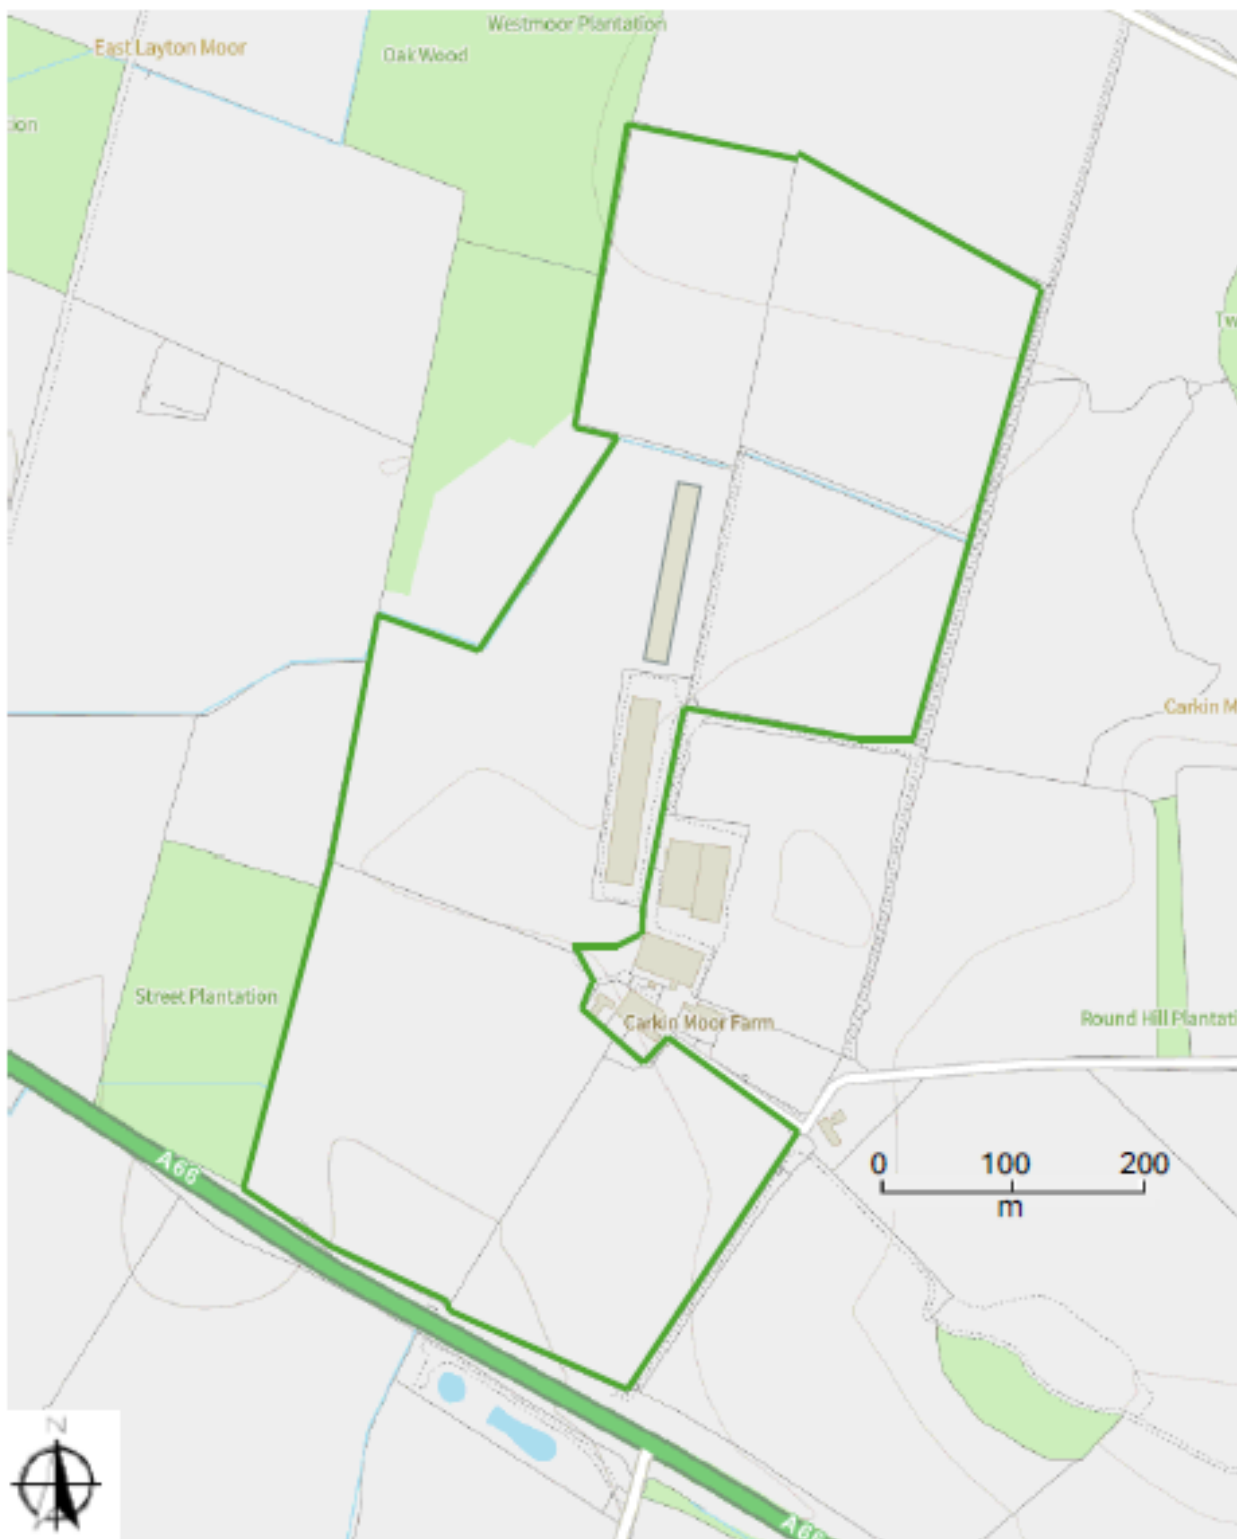 Westmoor Plantation
East Layton Moor
Oak Wood
Carkin M
Street Plantation
Carkin Moor Farm
Round Hill Plantati
A66
0 100 200
m
N
A66